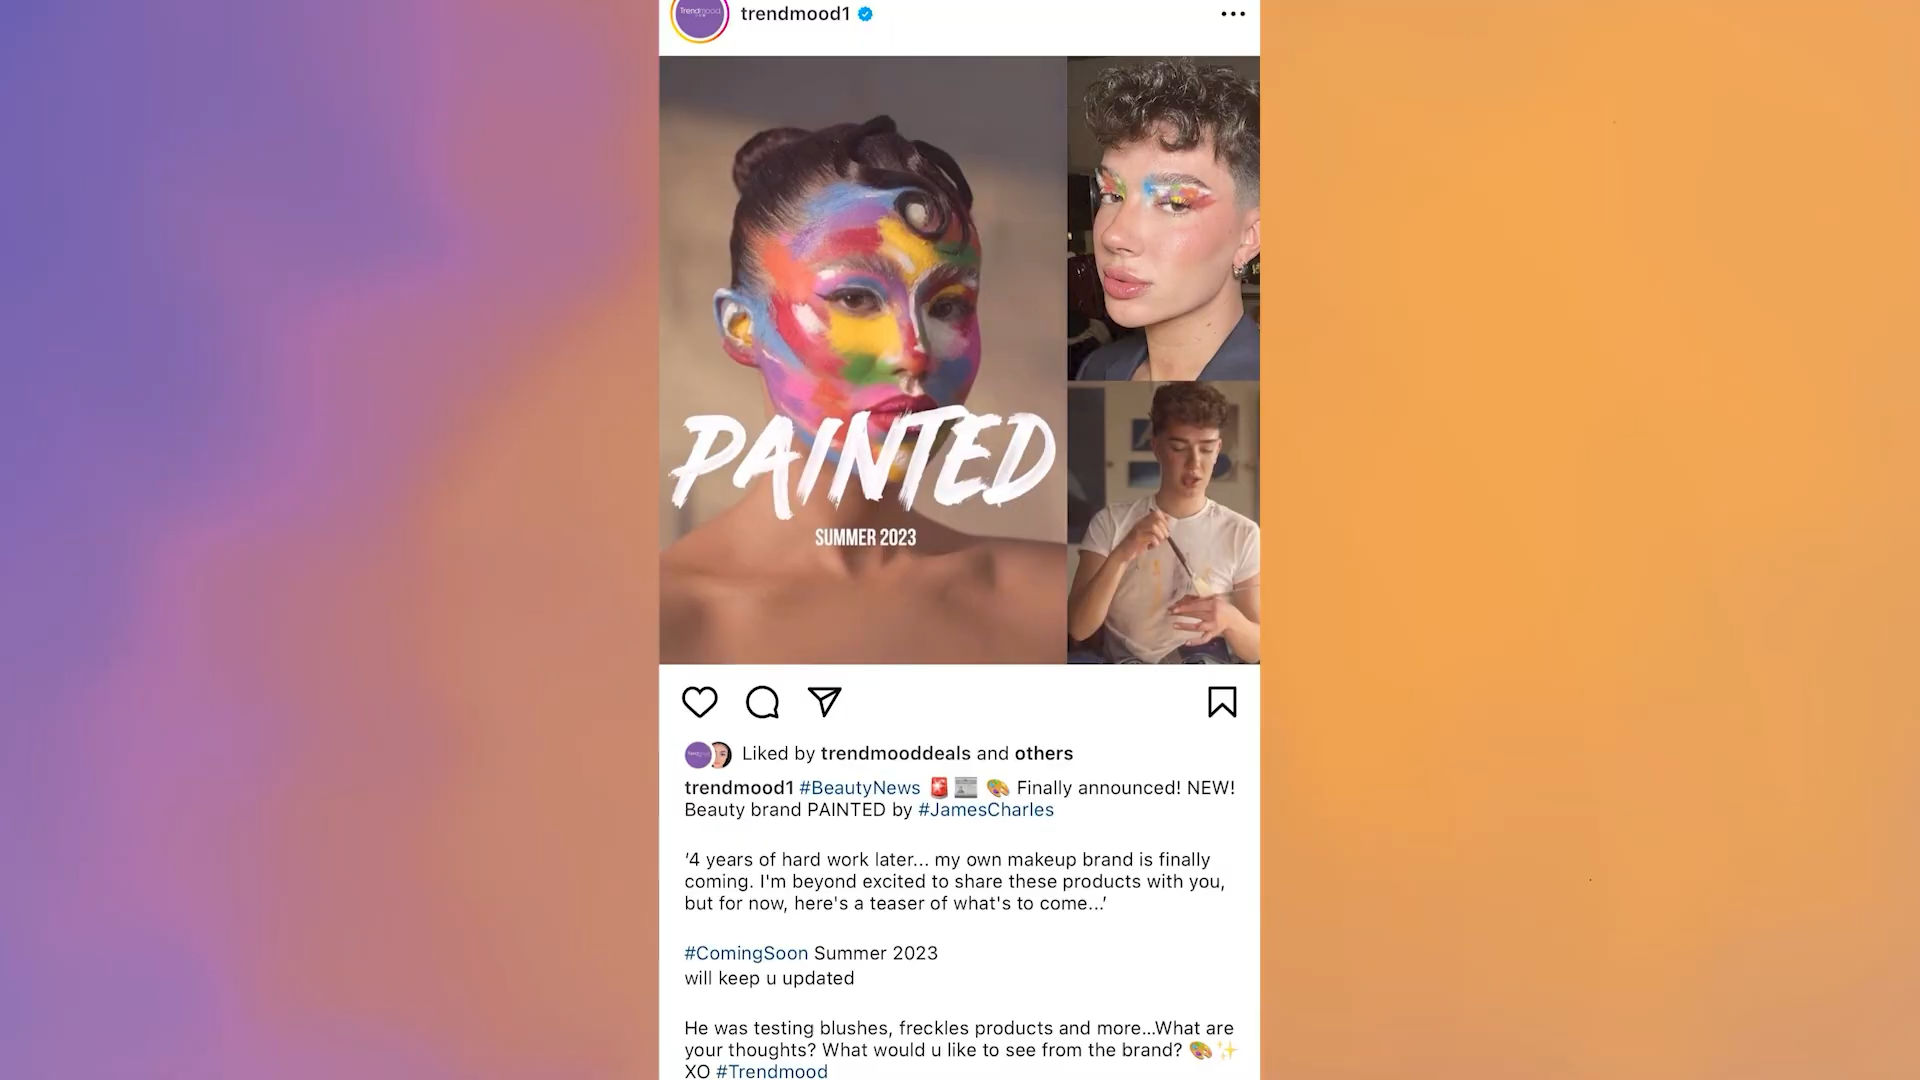 Trendmood
trendmood1
PAINTED
SUMMER 2023
Liked by trendmooddeals and others
trendmood1 #BeautyNews 🚨📰 🎨 Finally announced! NEW!
Beauty brand PAINTED by #JamesCharles
'4 years of hard work later... my own makeup brand is finally
coming. I'm beyond excited to share these products with you,
but for now, here's a teaser of what's to come...'
#ComingSoon Summer 2023
will keep u updated
He was testing blushes, freckles products and more...What are
your thoughts? What would u like to see from the brand? 🎨✨
XO #Trendmood